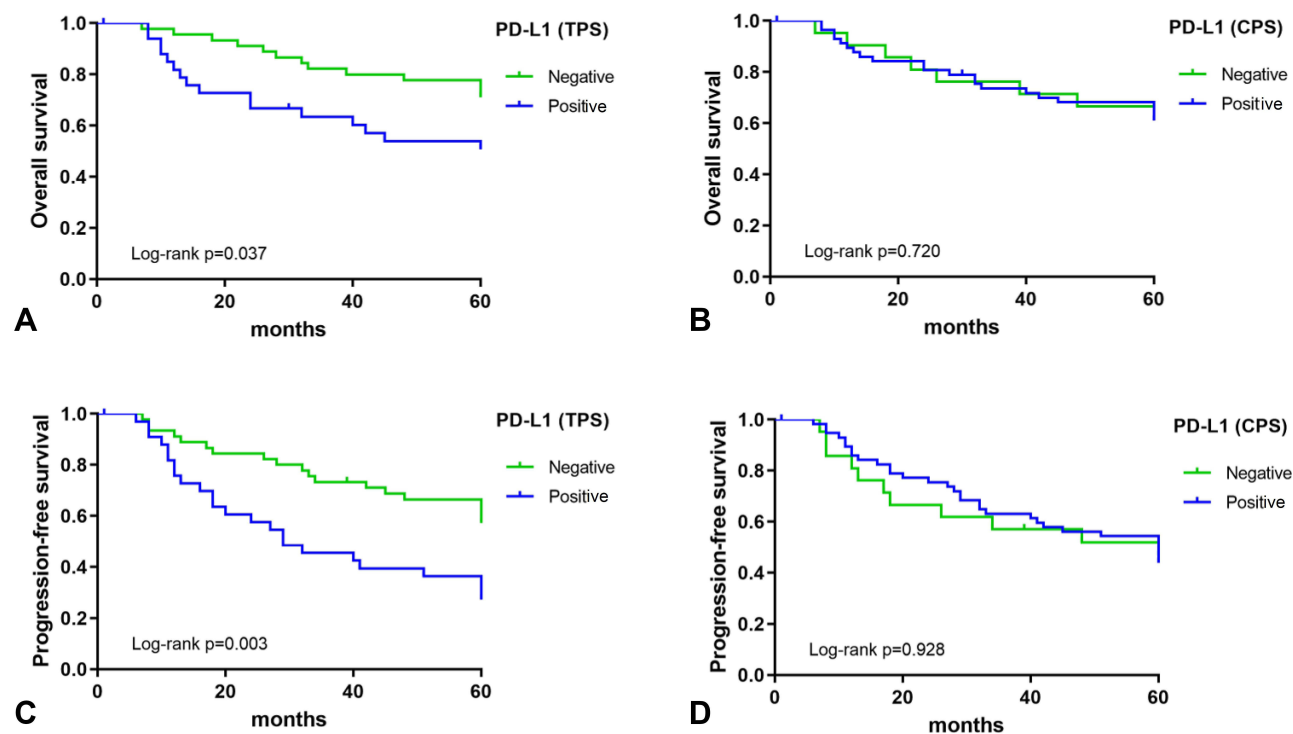 PD-L1 (TPS)
Negative
Positive
Overall survival
1.0
0.8
0.6
0.4
0.2
0.0
Log-rank p=0.037
0 20 40 60
months
A
PD-L1 (CPS)
Negative
Positive
Overall survival
1.0
0.8
0.6
0.4
0.2
0.0
Log-rank p=0.720
0 20 40 60
months
B
PD-L1 (TPS)
Negative
Positive
Progression-free survival
1.0
0.8
0.6
0.4
0.2
0.0
Log-rank p=0.003
0 20 40 60
months
C
PD-L1 (CPS)
Negative
Positive
Progression-free survival
1.0
0.8
0.6
0.4
0.2
0.0
Log-rank p=0.928
0 20 40 60
months
D